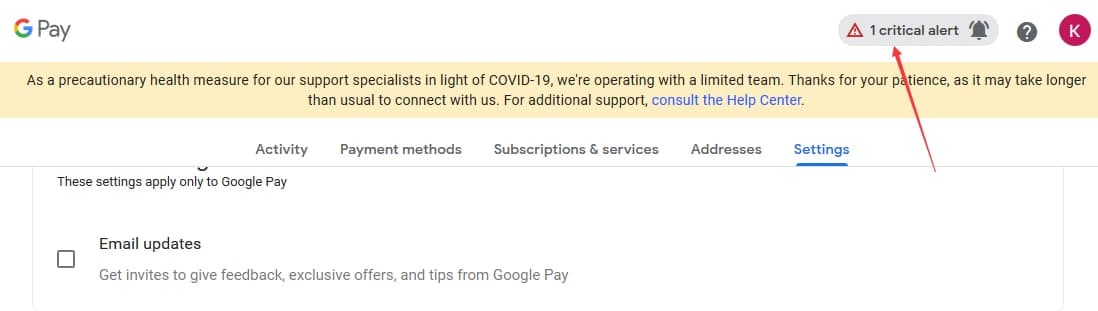 G Pay
1 critical alert
?
K
As a precautionary health measure for our support specialists in light of COVID-19, we're operating with a limited team. Thanks for your patience, as it may take longer
than usual to connect with us. For additional support, consult the Help Center.
Activity Payment methods Subscriptions & services Addresses Settings
These settings apply only to Google Pay
Email updates
Get invites to give feedback, exclusive offers, and tips from Google Pay